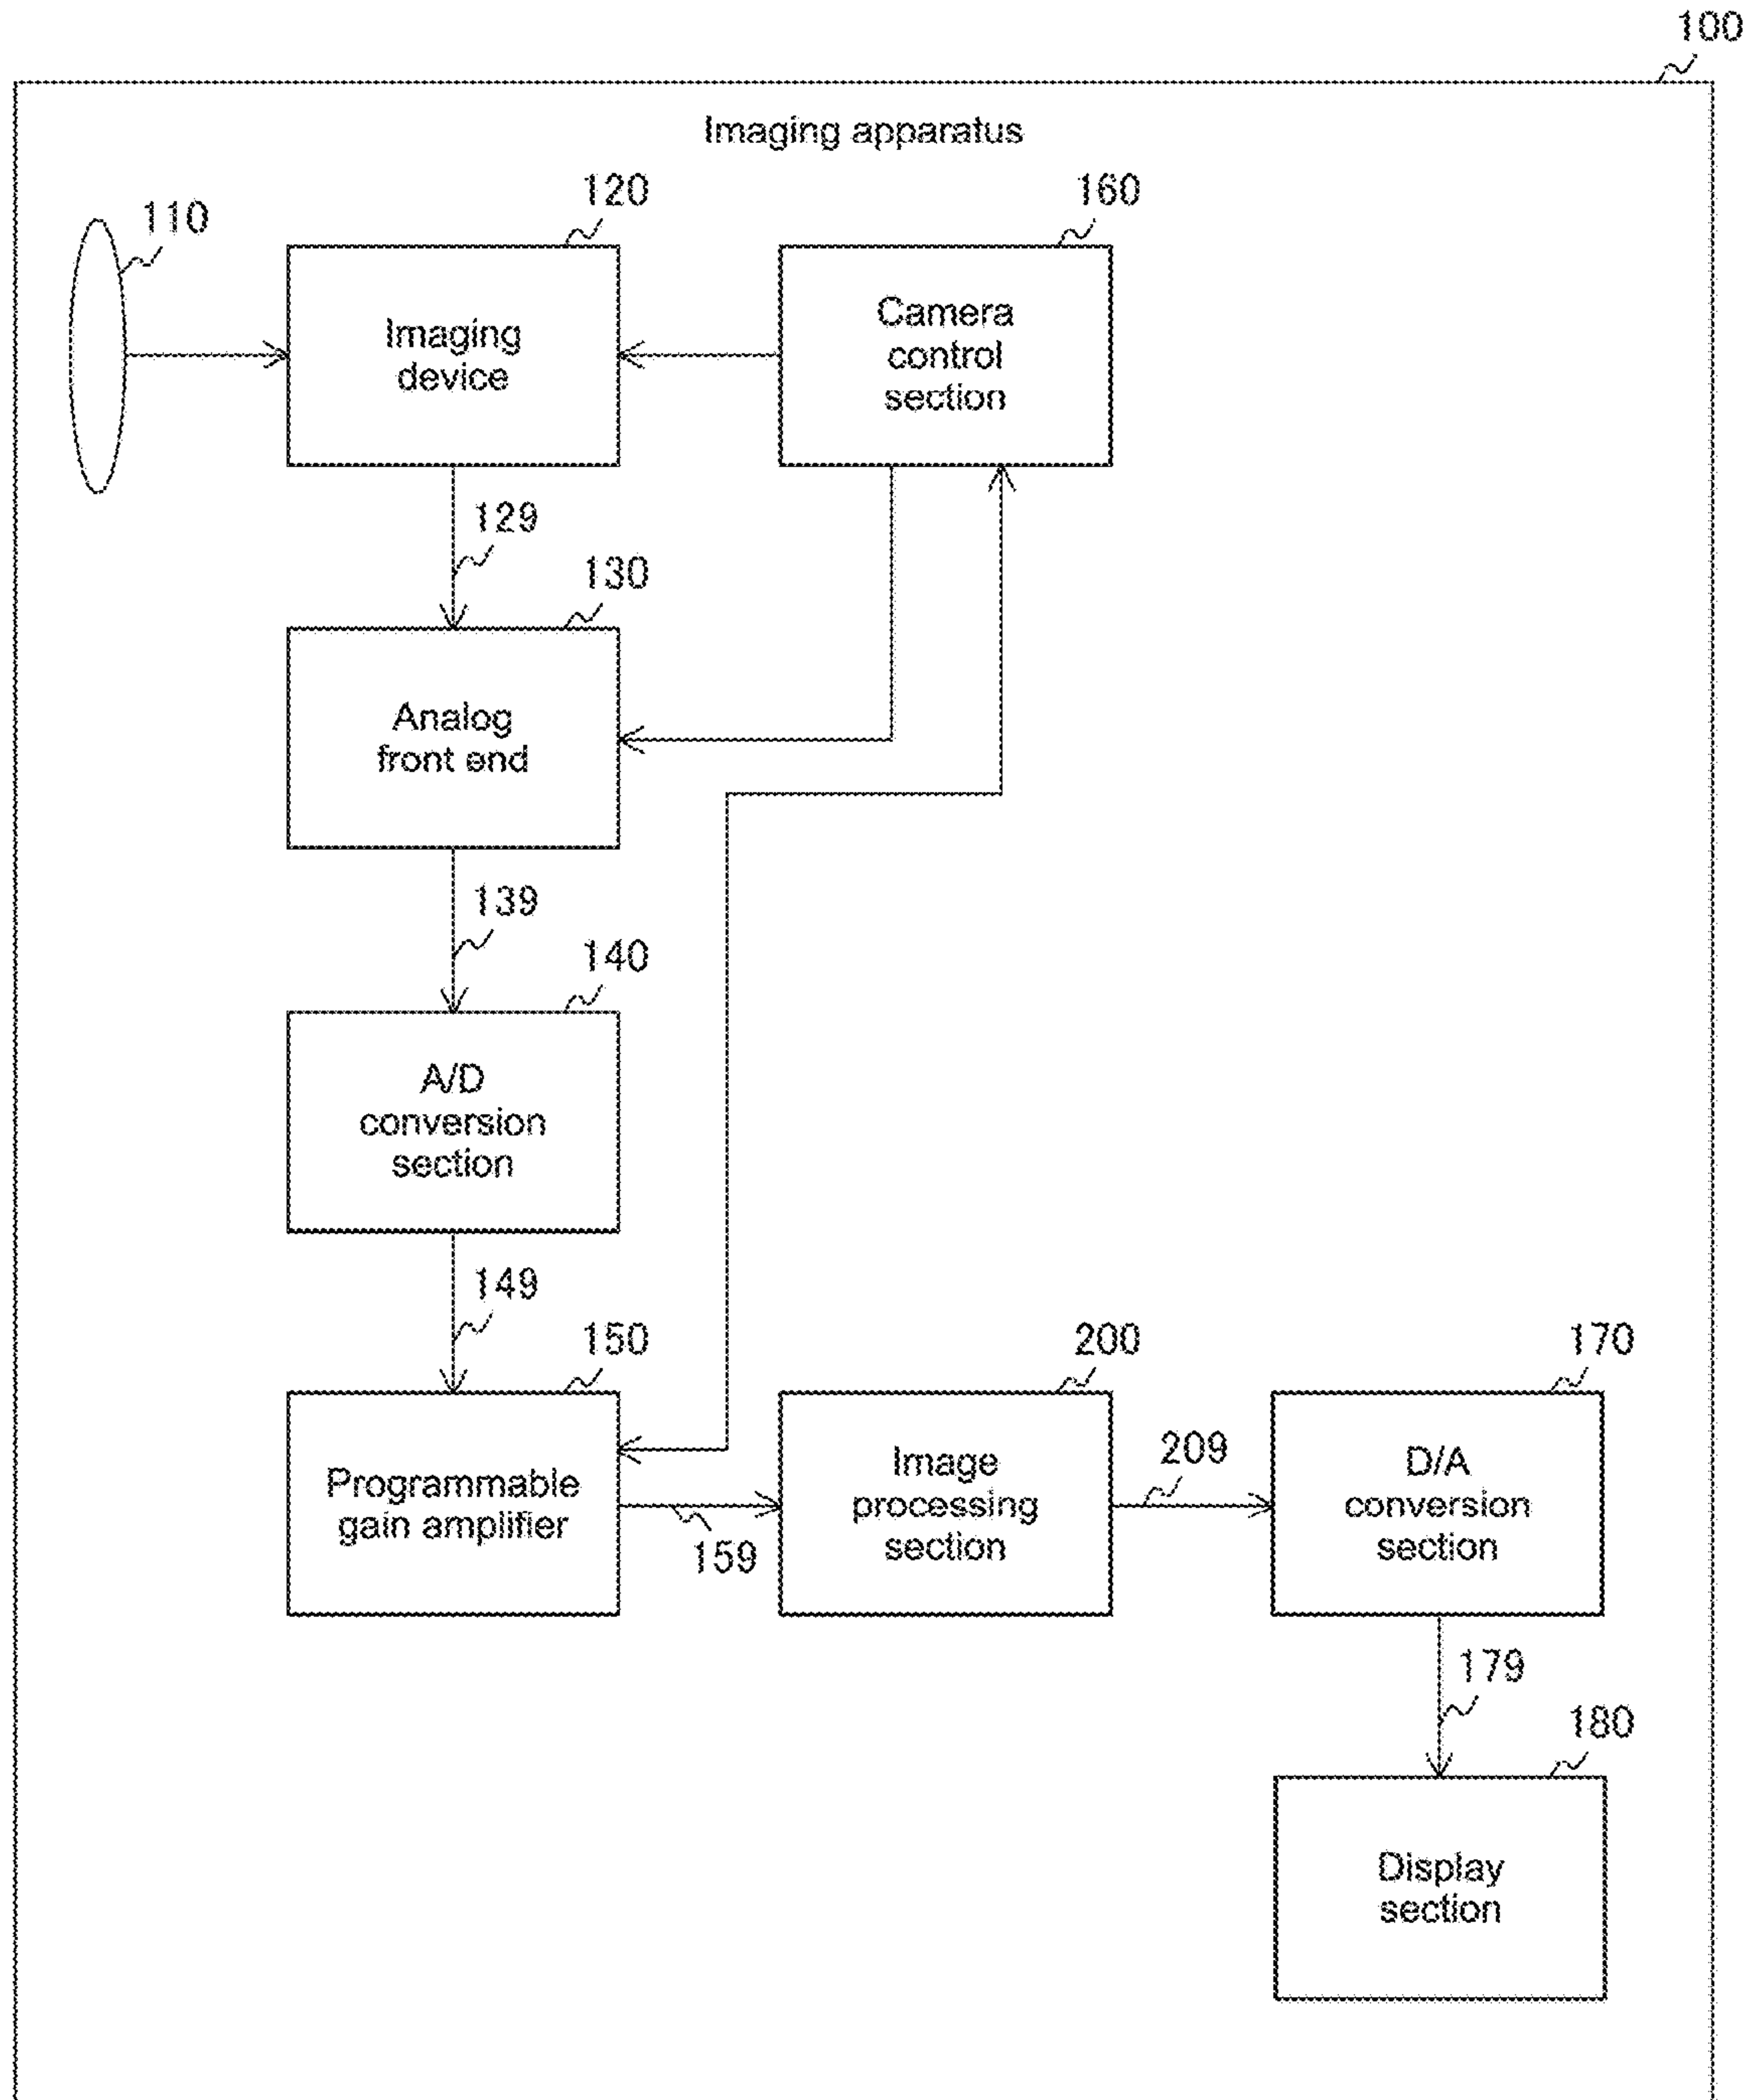 100
Imaging apparatus
110
120
160
Imaging
device
Camera
control
section
129
130
Analog
front end
139
140
A/D
conversion
section
149
150
200
170
Programmable
gain amplifier
159
Image
processing
section
209
D/A
conversion
section
179
180
Display
section